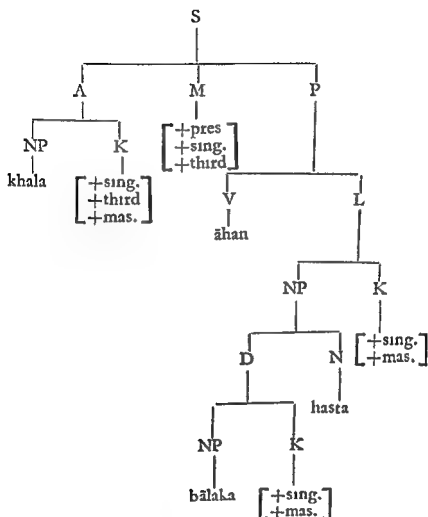 S
A M P
NP K
khala
[+sing.
+third
+mas.]
[+pres
+sing.
+third]
V L
āhan
NP K
[+sing.
+mas.]
D N
hasta
NP K
bālaka
[+sing.
+mas.]